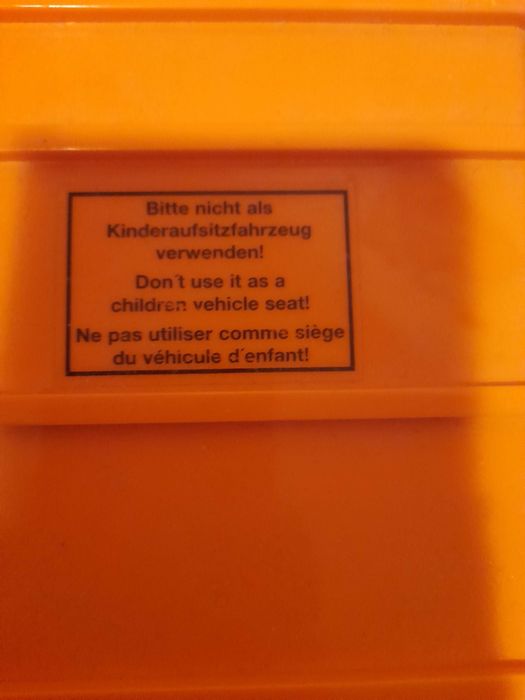 Bitte nicht als
Kinderaufsitzfahrzeug
verwenden!
Don´t use it as a
children vehicle seat!
Ne pas utiliser comme siège
du véhicule d´enfant!